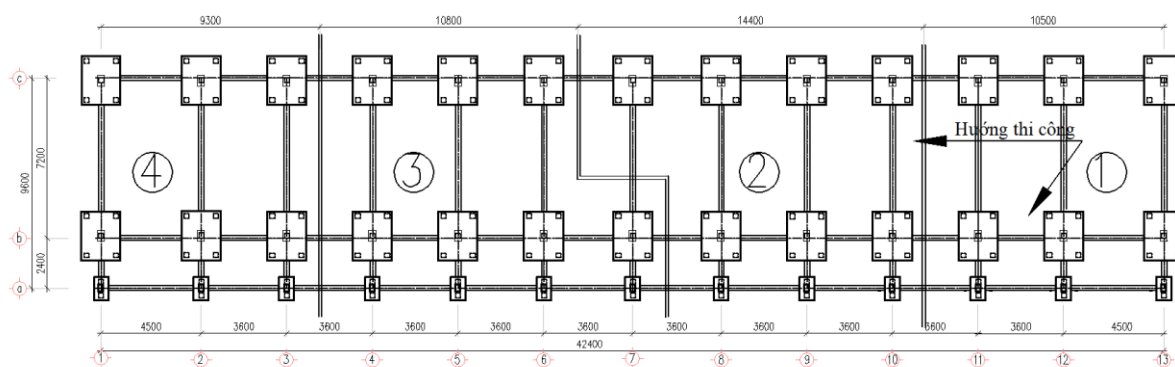 9300 10800 14400 10500
c
Hướng thi công
4 3 2 1
9600 7200
b
2400
a
4500 3600 3600 3600 3600 3600 3600 3600 3600 3600 3600 4500
42400
1 2 3 4 5 6 7 8 9 10 11 12 13